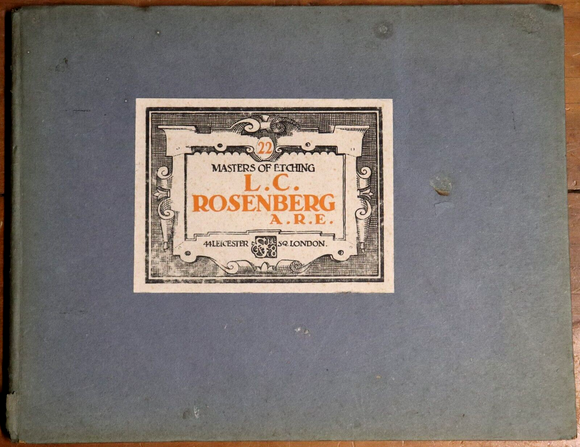 22
MASTERS OF ETCHING
L.C.
ROSENBERG
A.R.E.
44 LEICESTER SQ. LONDON.